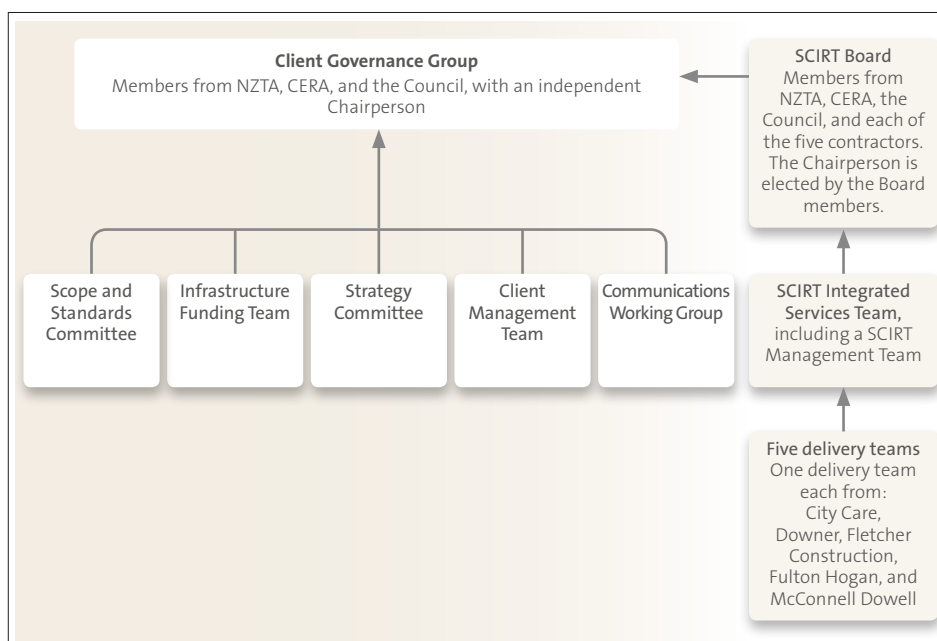 Client Governance Group
Members from NZTA, CERA, and the Council, with an independent
Chairperson
SCIRT Board
Members from
NZTA, CERA, the
Council, and each of
the five contractors.
The Chairperson is
elected by the Board
members.
Scope and
Standards
Committee
Infrastructure
Funding Team
Strategy
Committee
Client
Management
Team
Communications
Working Group
SCIRT Integrated
Services Team,
including a SCIRT
Management Team
Five delivery teams
One delivery team
each from:
City Care,
Downer, Fletcher
Construction,
Fulton Hogan, and
McConnell Dowell